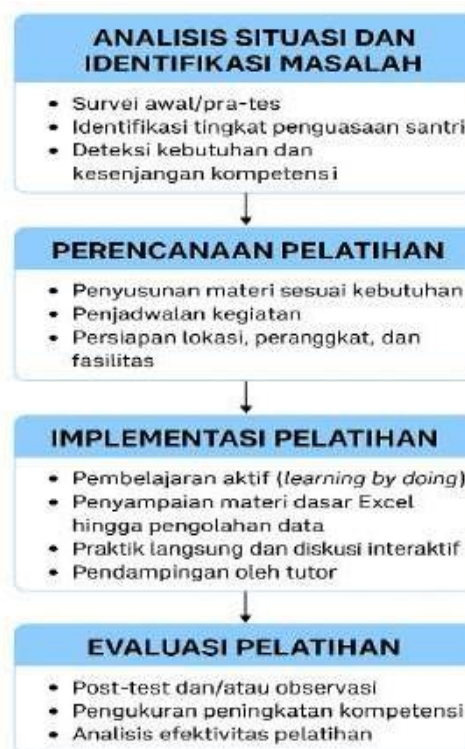 ANALISIS SITUASI DAN
IDENTIFIKASI MASALAH
• Survei awal/pra-tes
• Identifikasi tingkat penguasaan santri
• Deteksi kebutuhan dan
kesenjangan kompetensi
PERENCANAAN PELATIHAN
• Penyusunan materi sesuai kebutuhan
• Penjadwalan kegiatan
• Persiapan lokasi, peranggkat, dan
fasilitas
IMPLEMENTASI PELATIHAN
• Pembelajaran aktif (learning by doing)
• Penyampaian materi dasar Excel
hingga pengolahan data
• Praktik langsung dan diskusi interaktif
• Pendampingan oleh tutor
EVALUASI PELATIHAN
• Post-test dan/atau observasi
• Pengukuran peningkatan kompetensi
• Analisis efektivitas pelatihan